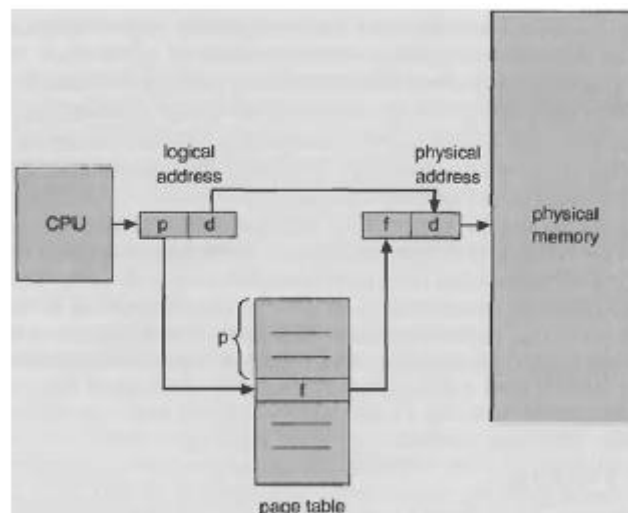 logical
address
physical
address
CPU
p d
f d
physical
memory
p
f
page table